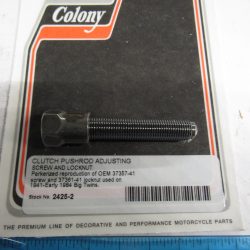 Colony
CLUTCH PUSHROD ADJUSTING
SCREW AND LOCKNUT
Parkerized reproduction of OEM 37357-41
screw and 37361-41 locknut used on
1941-Early 1984 Big Twins.
Stock No. 2425-2
THE PREMIUM LINE OF DECORATIVE AND PERFORMANCE MOTORCYCLE PARTS